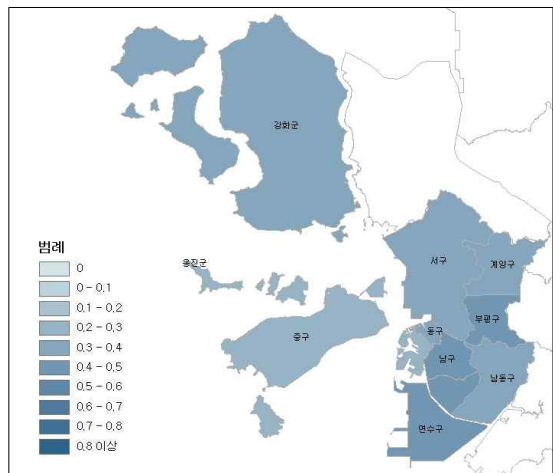 강화군
옹진군
서구
계양구
부평구
중구
동구
남구
남동구
연수구
범례
0
0 - 0.1
0.1 - 0.2
0.2 - 0.3
0.3 - 0.4
0.4 - 0.5
0.5 - 0.6
0.6 - 0.7
0.7 - 0.8
0.8 이상